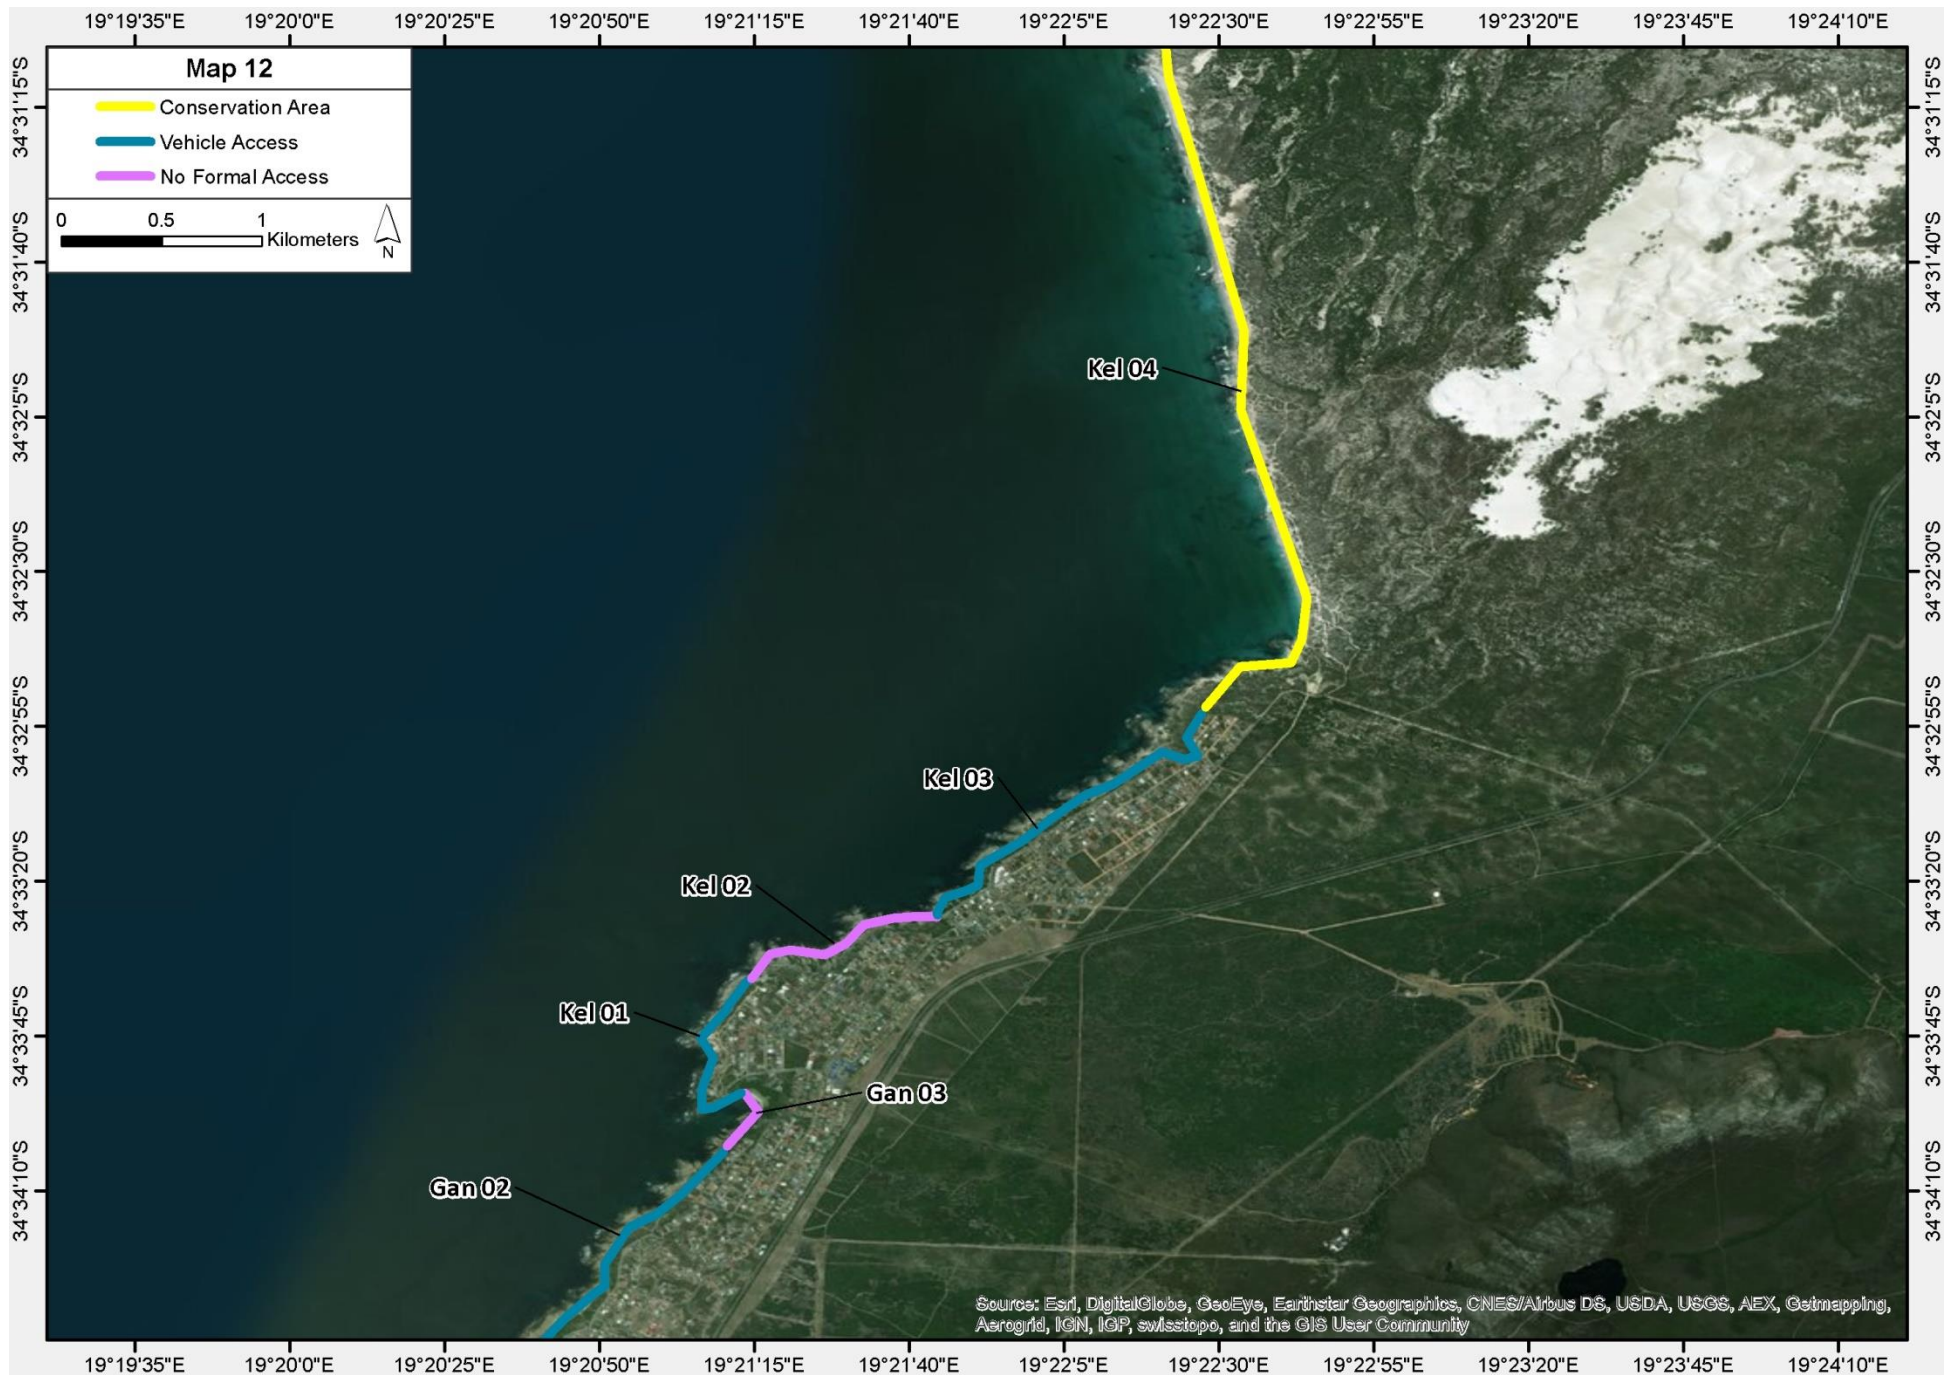 19°19'35"E 19°20'0"E 19°20'25"E 19°20'50"E 19°21'15"E 19°21'40"E 19°22'5"E 19°22'30"E 19°22'55"E 19°23'20"E 19°23'45"E 19°24'10"E
Map 12
Conservation Area
Vehicle Access
No Formal Access
0 0.5 1
Kilometers
N
34°31'15"S 34°31'15"S
34°31'40"S 34°31'40"S
Kel 04
34°32'5"S 34°32'5"S
34°32'30"S 34°32'30"S
34°32'55"S 34°32'55"S
Kel 03
Kel 02
34°33'20"S 34°33'20"S
Kel 01
34°33'45"S 34°33'45"S
Gan 03
Gan 02
34°34'10"S 34°34'10"S
Source: Esri, DigitalGlobe, GeoEye, Earthstar Geographics, CNES/Airbus DS, USDA, USGS, AEX, Getmapping,
Aerogrid, IGN, IGP, swisstopo, and the GIS User Community
19°19'35"E 19°20'0"E 19°20'25"E 19°20'50"E 19°21'15"E 19°21'40"E 19°22'5"E 19°22'30"E 19°22'55"E 19°23'20"E 19°23'45"E 19°24'10"E